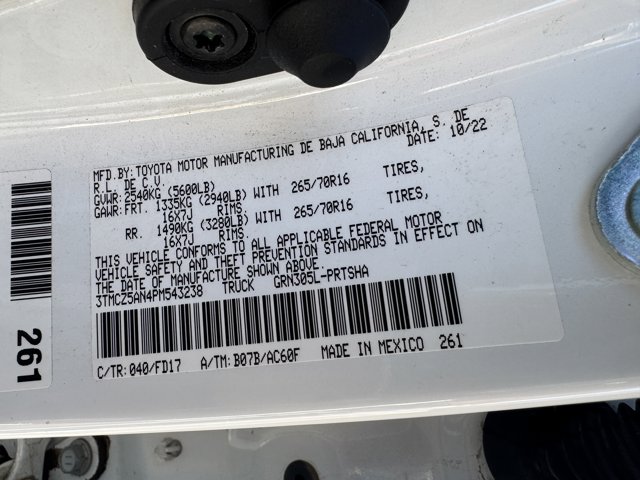 MFD.BY: TOYOTA MOTOR MANUFACTURING DE BAJA CALIFORNIA, S. DE
R.L. DE C.V. DATE: 10/22
GVWR: 2540KG (5600LB)
GAWR: FRT. 1335KG (2940LB) WITH 265/70R16 TIRES,
16X7J RIMS
RR. 1490KG (3280LB) WITH 265/70R16 TIRES,
16X7J RIMS.
THIS VEHICLE CONFORMS TO ALL APPLICABLE FEDERAL MOTOR
VEHICLE SAFETY AND THEFT PREVENTION STANDARDS IN EFFECT ON
THE DATE OF MANUFACTURE SHOWN ABOVE.
3TMCZ5AN4PM543238 TRUCK GRN305L-PRTSHA
C/TR: 040/FD17 A/TM: B07B/AC60F MADE IN MEXICO 261
261